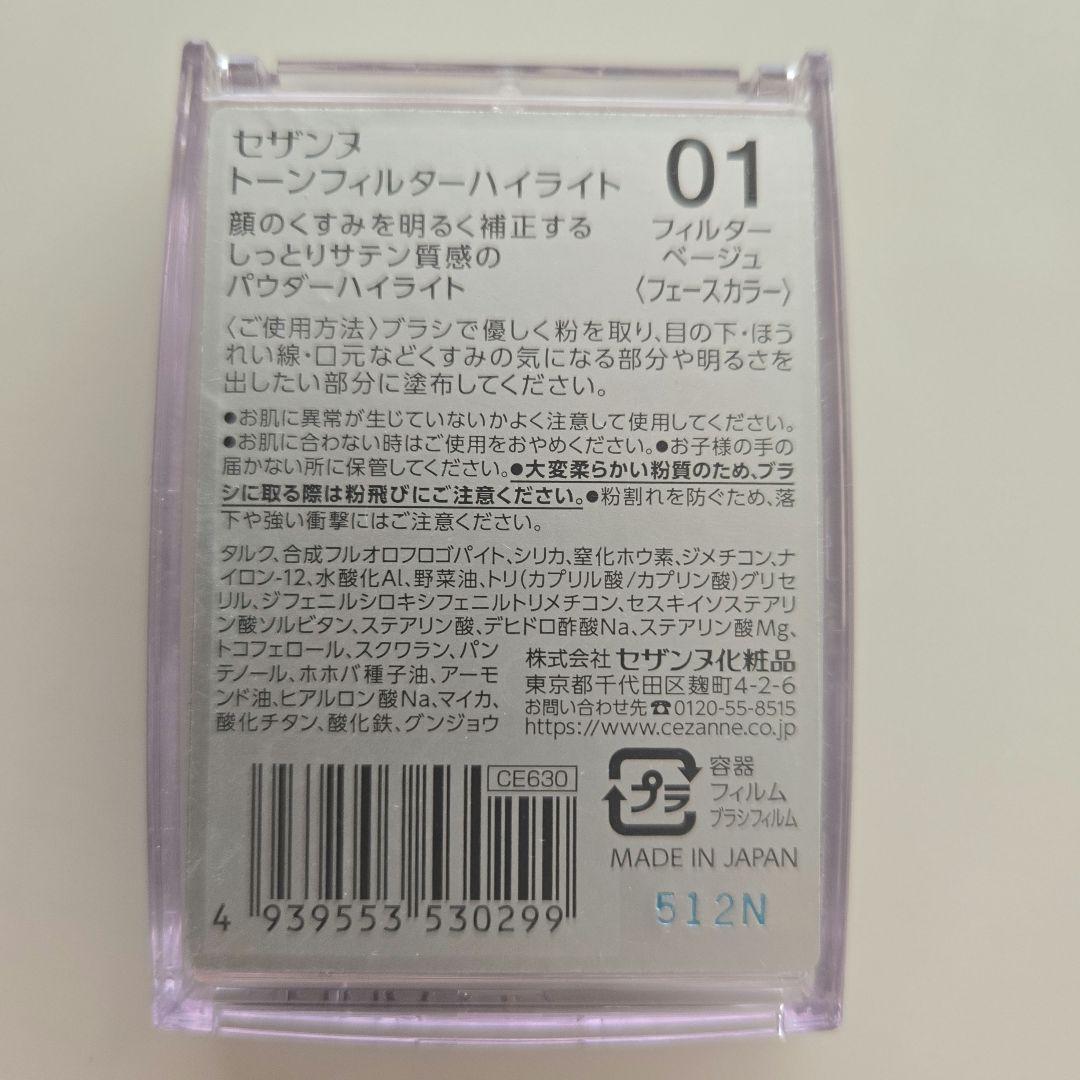 セザンヌ
トーンフィルターハイライト
顔のくすみを明るく補正する
しっとりサテン質感の
パウダーハイライト
01
フィルター
ベージュ
〈フェースカラー〉
〈ご使用方法〉ブラシで優しく粉を取り、目の下・ほう
れい線・口元などくすみの気になる部分や明るさを
出したい部分に塗布してください。
●お肌に異常が生じていないかよく注意して使用してください。
●お肌に合わない時はご使用をおやめください。●お子様の手の
届かない所に保管してください。●大変柔らかい粉質のため、ブラ
シに取る際は粉飛びにご注意ください。●粉割れを防ぐため、落
下や強い衝撃にはご注意ください。
タルク、合成フルオロフロゴパイト、シリカ、窒化ホウ素、ジメチコン、ナ
イロン-12、水酸化Al、野菜油、トリ(カプリル酸/カプリン酸)グリセ
リル、ジフェニルシロキシフェニルトリメチコン、セスキイソステアリ
ン酸ソルビタン、ステアリン酸、デヒドロ酢酸Na、ステアリン酸Mg、
トコフェロール、スクワラン、パン
テノール、ホホバ種子油、アーモ
ンド油、ヒアルロン酸Na、マイカ、
酸化チタン、酸化鉄、グンジョウ
株式会社 セザンヌ化粧品
東京都千代田区麹町4-2-6
お問い合わせ先☎0120-55-8515
https://www.cezanne.co.jp
CE630
4 939553 530299
プラ
容器
フィルム
ブラシフィルム
MADE IN JAPAN
512N